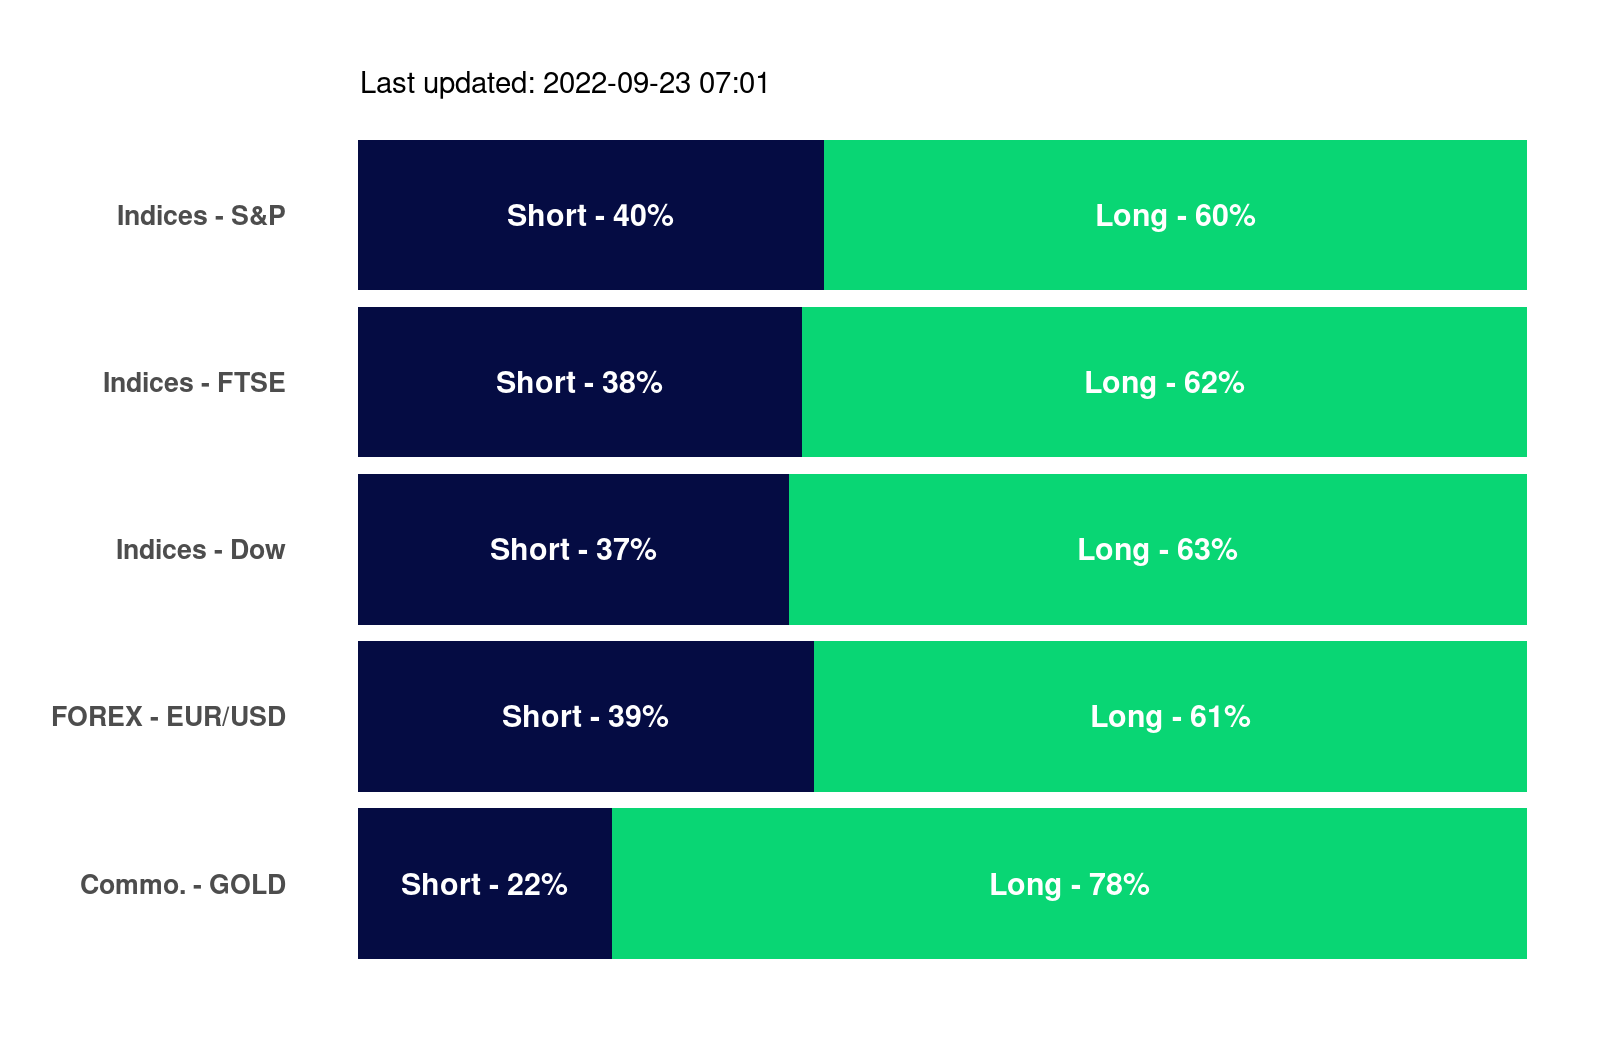 Last updated: 2022-09-23 07:01
Indices - S&P Short - 40% Long - 60%
Indices - FTSE Short - 38% Long - 62%
Indices - Dow Short - 37% Long - 63%
FOREX - EUR/USD Short - 39% Long - 61%
Commo. - GOLD Short - 22% Long - 78%